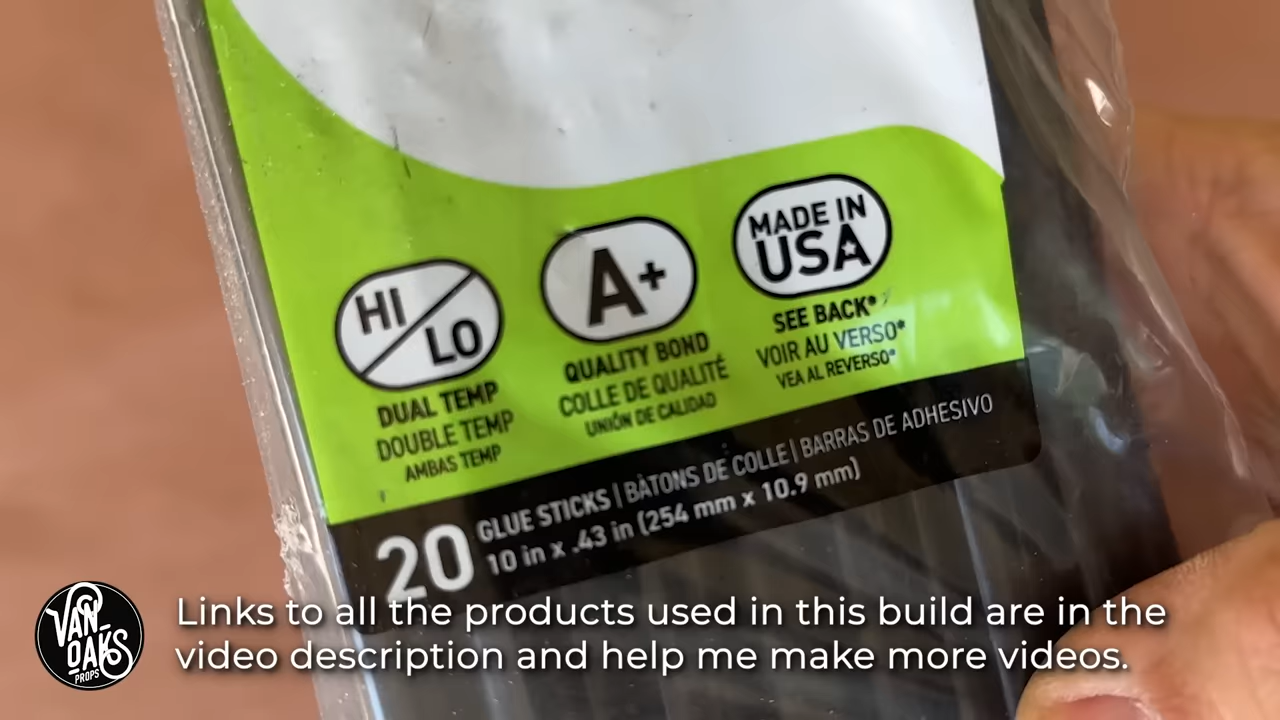 HI
LO
DUAL TEMP
DOUBLE TEMP
AMBAS TEMP
A+
QUALITY BOND
COLLE DE QUALITÉ
UNIÓN DE CALIDAD
MADE IN
USA
SEE BACK*
VOIR AU VERSO*
VEA AL REVERSO*
20 GLUE STICKS | BÂTONS DE COLLE | BARRAS DE ADHESIVO
10 in x .43 in (254 mm x 10.9 mm)
VAN
OAKS
PROPS
Links to all the products used in this build are in the
video description and help me make more videos.